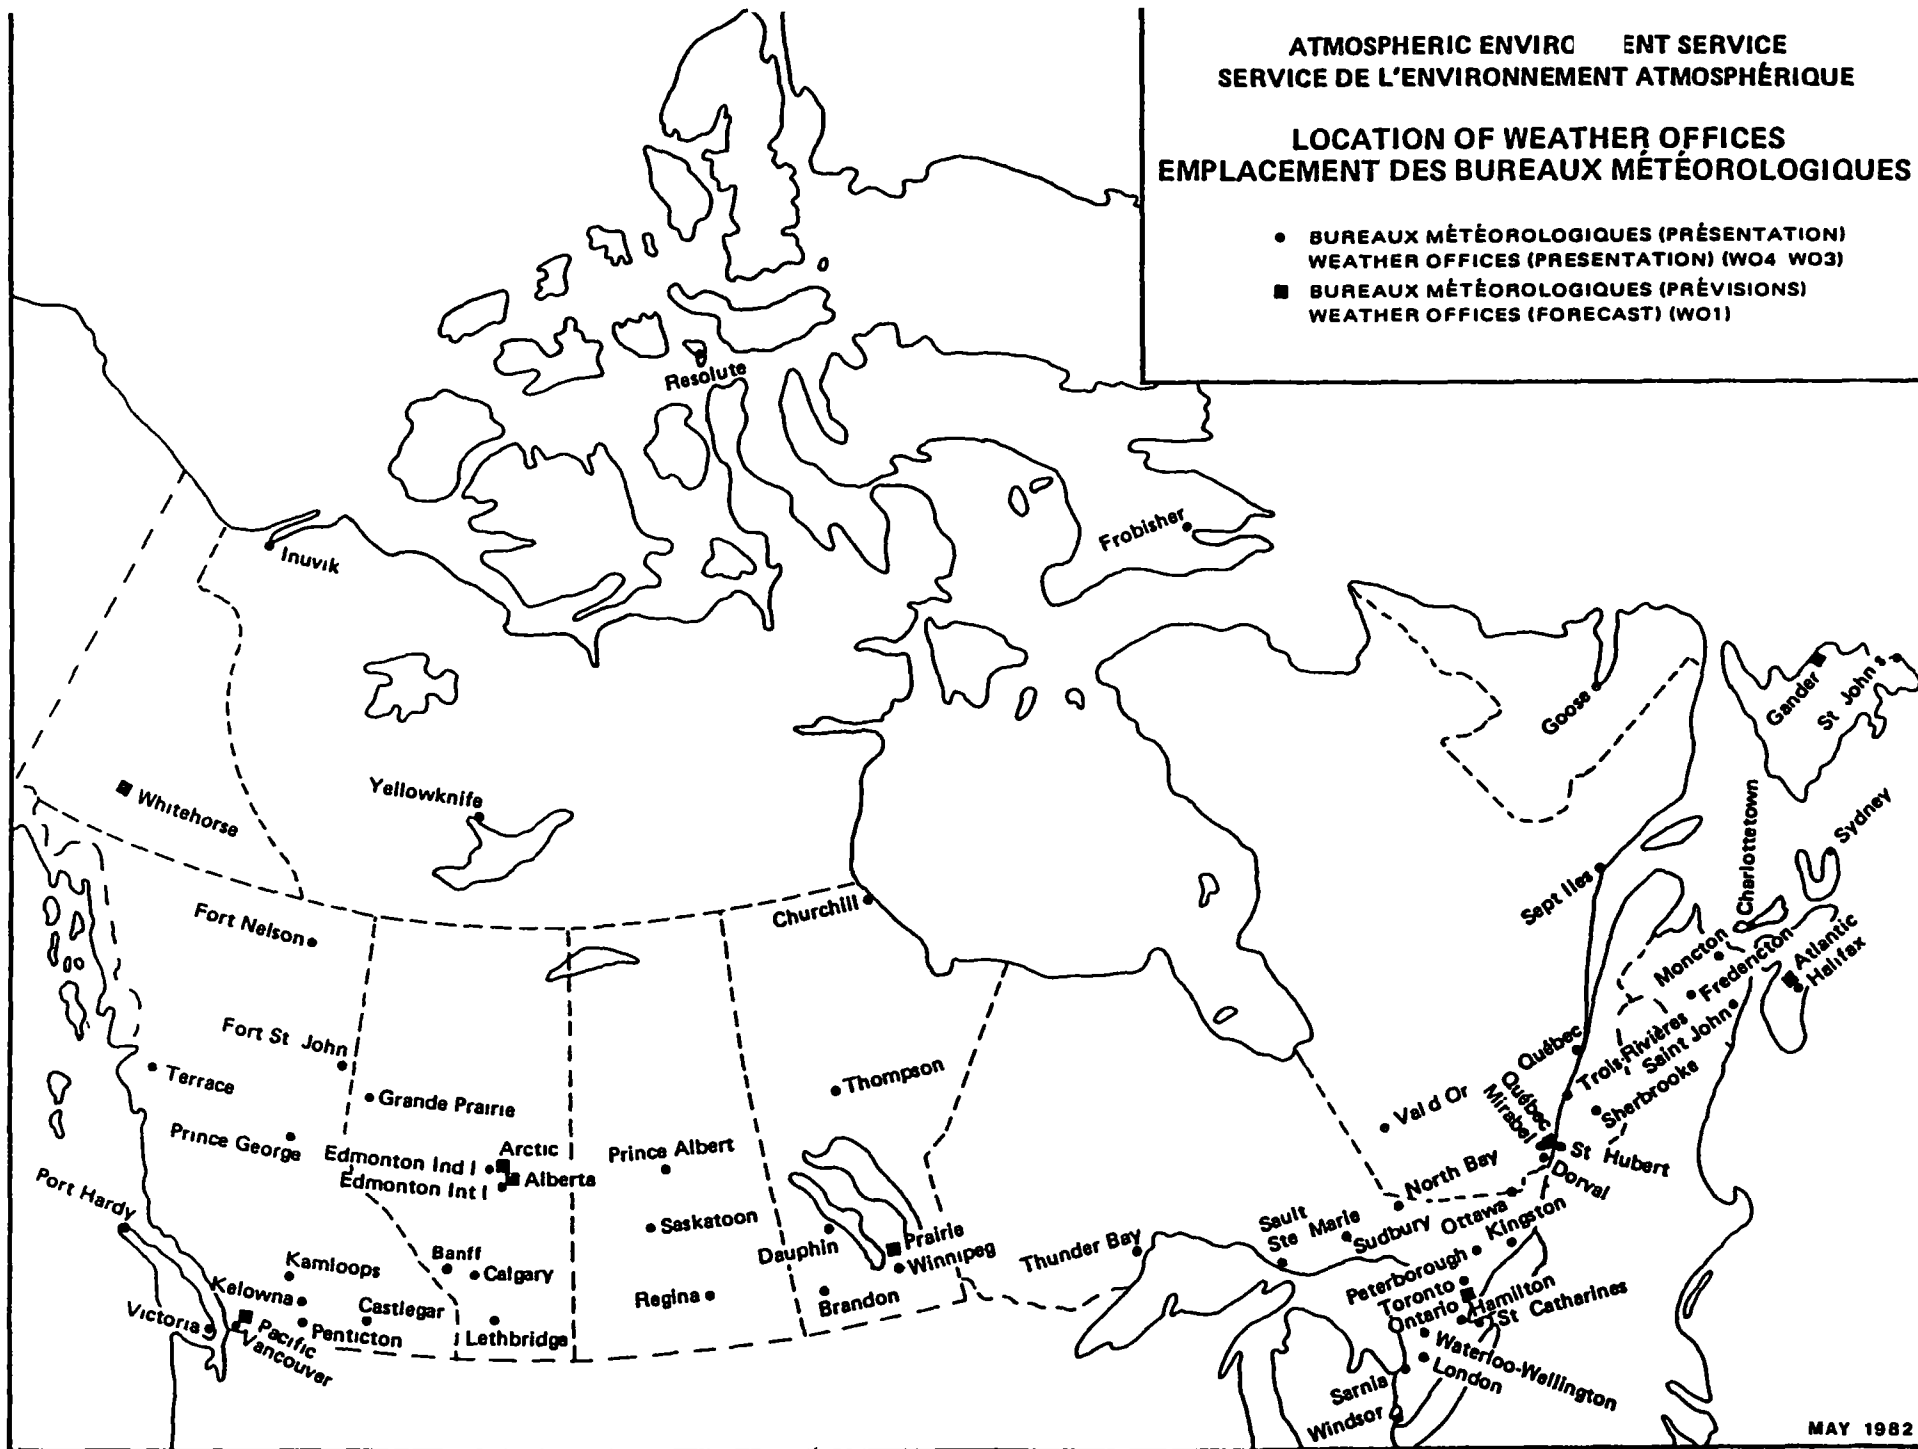 ATMOSPHERIC ENVIRO ENT SERVICE
SERVICE DE L'ENVIRONNEMENT ATMOSPHÉRIQUE
LOCATION OF WEATHER OFFICES
EMPLACEMENT DES BUREAUX MÉTÉOROLOGIQUES
● BUREAUX MÉTÉOROLOGIQUES (PRÉSENTATION)
WEATHER OFFICES (PRESENTATION) (WO4 WO3)
■ BUREAUX MÉTÉOROLOGIQUES (PRÉVISIONS)
WEATHER OFFICES (FORECAST) (WO1)
Resolute
Frobisher
Inuvik
Goose
Gander
St John s
Whitehorse
Yellowknife
Charlottetown
Sydney
Sept Iles
Churchill
Fort Nelson
Moncton
Fredericton
Atlantic
Halifax
Fort St John
Terrace
Grande Prairie
Thompson
Québec
Trois-Rivières
Saint John
Sherbrooke
Val d Or
Québec
Mirabel
St Hubert
Dorval
Prince George
Edmonton Ind l
Arctic
Edmonton Int l
Alberta
Prince Albert
North Bay
Port Hardy
Saskatoon
Dauphin
Prairie
Winnipeg
Thunder Bay
Sault
Ste Marie
Sudbury
Ottawa
Kingston
Kamloops
Banff
Calgary
Kelowna
Castlegar
Regina
Brandon
Peterborough
Toronto
Ontario
Hamilton
St Catharines
Victoria
Pacific
Vancouver
Penticton
Lethbridge
Waterloo-Wellington
London
Sarnia
Windsor
MAY 1982